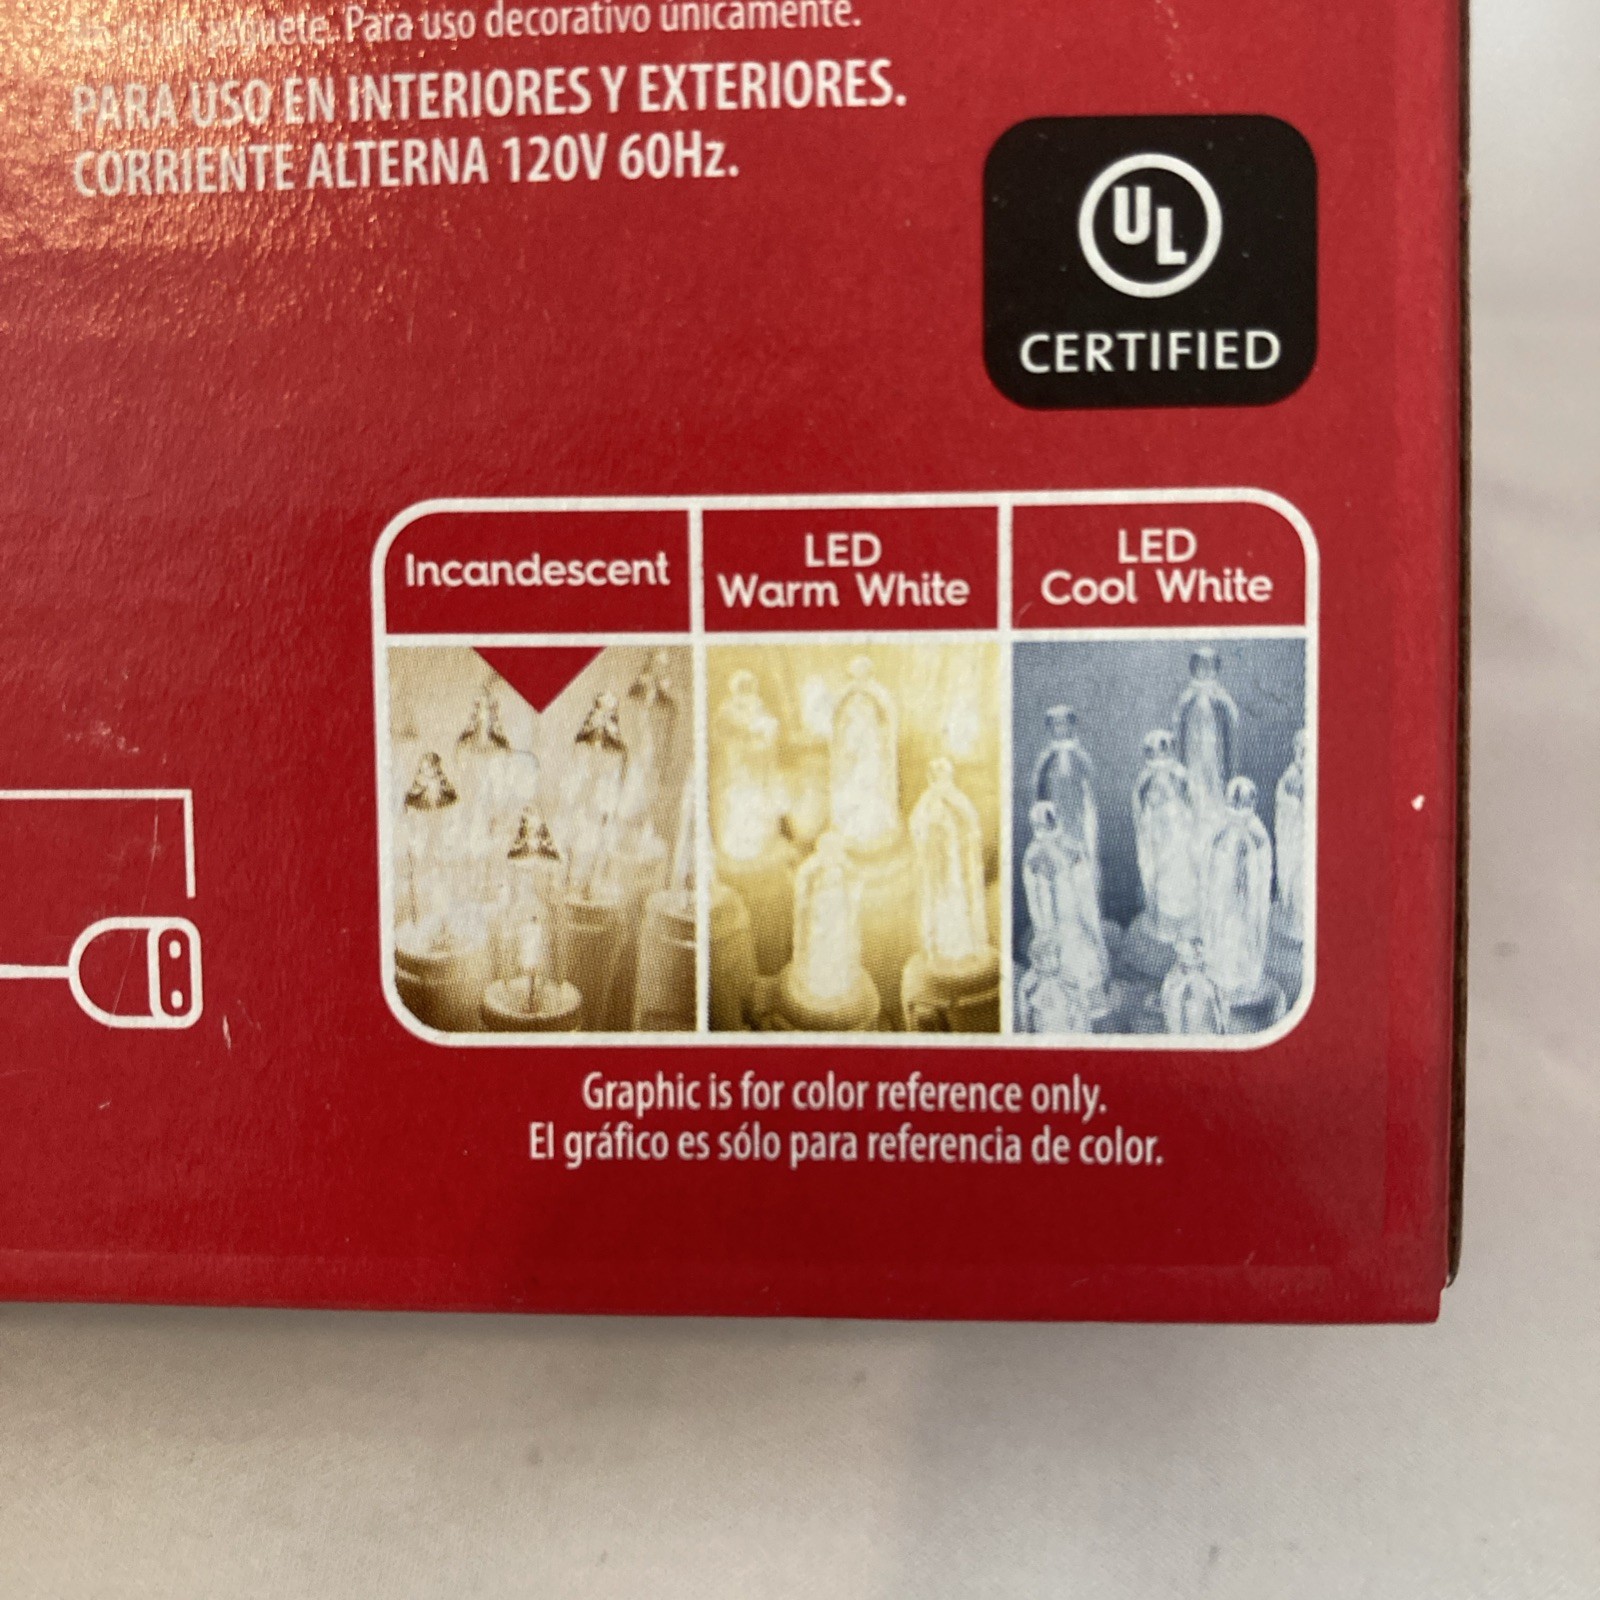 juguete. Para uso decorativo únicamente.
PARA USO EN INTERIORES Y EXTERIORES.
CORRIENTE ALTERNA 120V 60Hz.
UL
CERTIFIED
Incandescent
LED
Warm White
LED
Cool White
Graphic is for color reference only.
El gráfico es sólo para referencia de color.